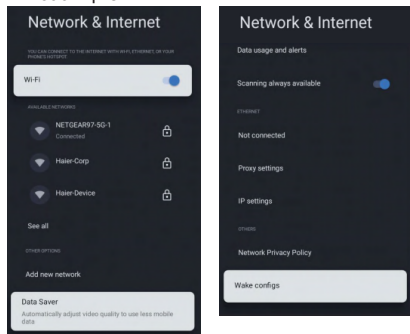 Network & Internet
YOU CAN CONNECT TO THE INTERNET WITH WI-FI, ETHERNET, OR YOUR
PHONE'S HOTSPOT
Wi-Fi
AVAILABLE NETWORKS
NETGEAR97-5G-1
Connected
Haier-Corp
Haier-Device
See all
OTHER OPTIONS
Add new network
Data Saver
Automatically adjust video quality to use less mobile
data
Network & Internet
Data usage and alerts
Scanning always available
ETHERNET
Not connected
Proxy settings
IP settings
OTHERS
Network Privacy Policy
Wake configs